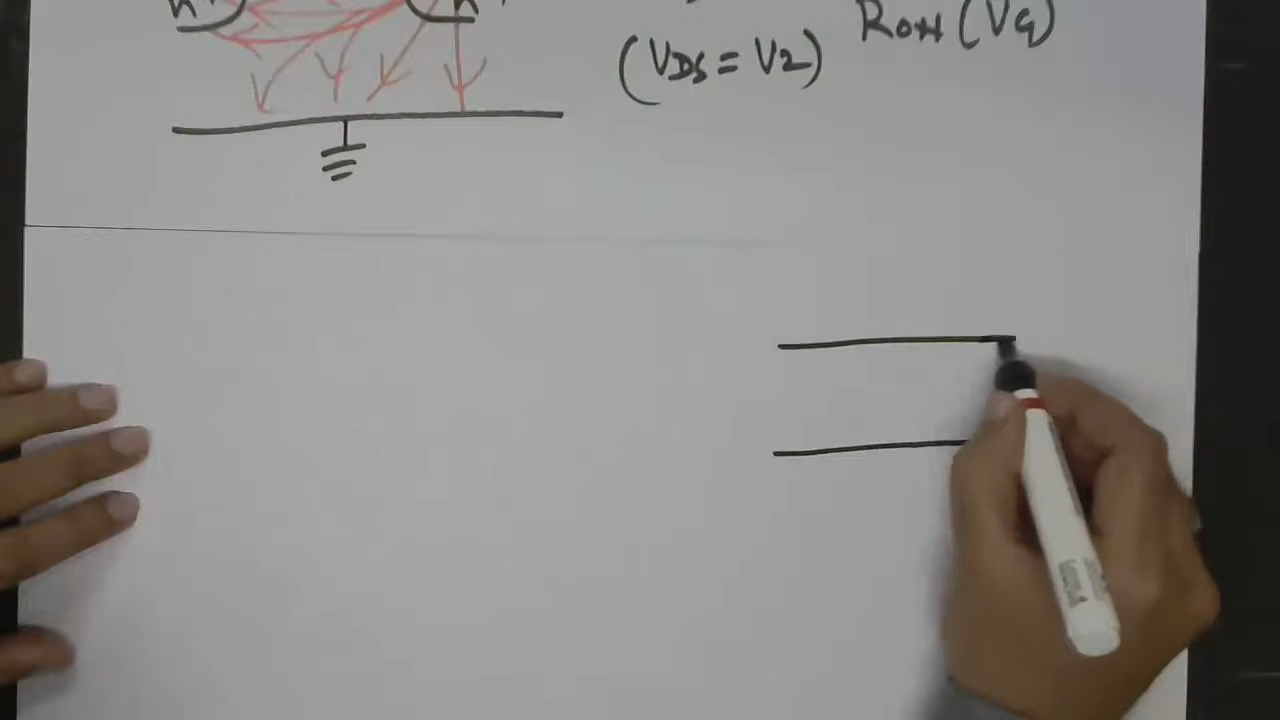 n+
n+
RON (VG)
(VDS = V2)